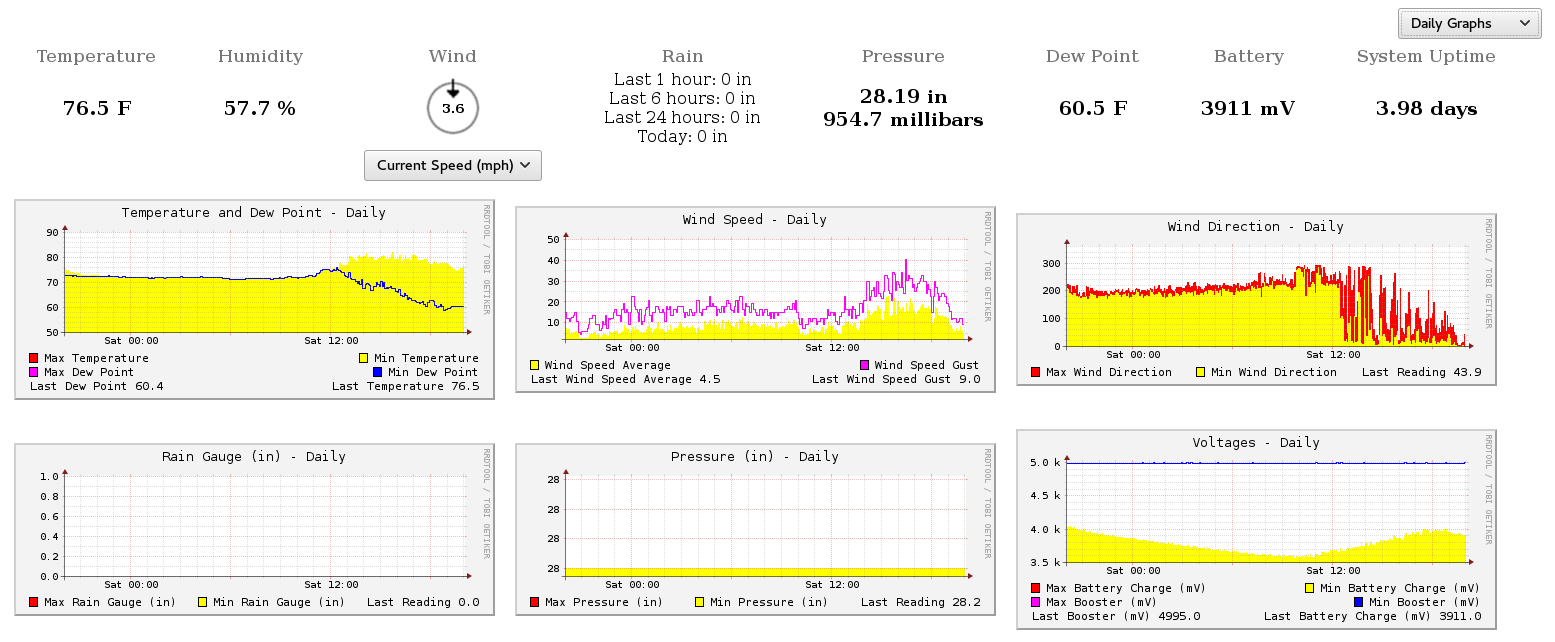 Daily Graphs
Temperature Humidity Wind Rain Pressure Dew Point Battery System Uptime
76.5 F
57.7 %
3.6
Last 1 hour: 0 in
Last 6 hours: 0 in
Last 24 hours: 0 in
Today: 0 in
28.19 in
954.7 millibars
60.5 F
3911 mV
3.98 days
Current Speed (mph)
Temperature and Dew Point - Daily
RRDTOOL / TOBI OETIKER
90
80
70
60
50
Sat 00:00 Sat 12:00
Max Temperature Min Temperature
Max Dew Point Min Dew Point
Last Dew Point 60.4 Last Temperature 76.5
Wind Speed - Daily
RRDTOOL / TOBI OETIKER
50
40
30
20
10
Sat 00:00 Sat 12:00
Wind Speed Average Wind Speed Gust
Last Wind Speed Average 4.5 Last Wind Speed Gust 9.0
Wind Direction - Daily
RRDTOOL / TOBI OETIKER
300
200
100
0
Sat 00:00 Sat 12:00
Max Wind Direction Min Wind Direction Last Reading 43.9
Rain Gauge (in) - Daily
RRDTOOL / TOBI OETIKER
1.0
0.8
0.6
0.4
0.2
0.0
Sat 00:00 Sat 12:00
Max Rain Gauge (in) Min Rain Gauge (in) Last Reading 0.0
Pressure (in) - Daily
RRDTOOL / TOBI OETIKER
28
28
28
28
Sat 00:00 Sat 12:00
Max Pressure (in) Min Pressure (in) Last Reading 28.2
Voltages - Daily
RRDTOOL / TOBI OETIKER
5.0 k
4.5 k
4.0 k
3.5 k
Sat 00:00 Sat 12:00
Max Battery Charge (mV) Min Battery Charge (mV)
Max Booster (mV) Min Booster (mV)
Last Booster (mV) 4995.0 Last Battery Charge (mV) 3911.0